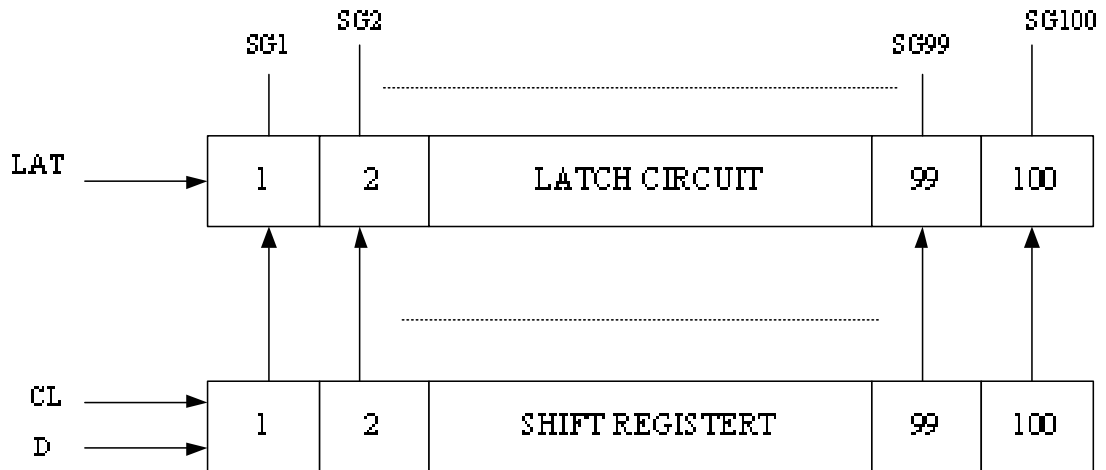 SG1 SG2 SG99 SG100
LAT 1 2 LATCH CIRCUIT 99 100
CL
D 1 2 SHIFT REGISTERT 99 100